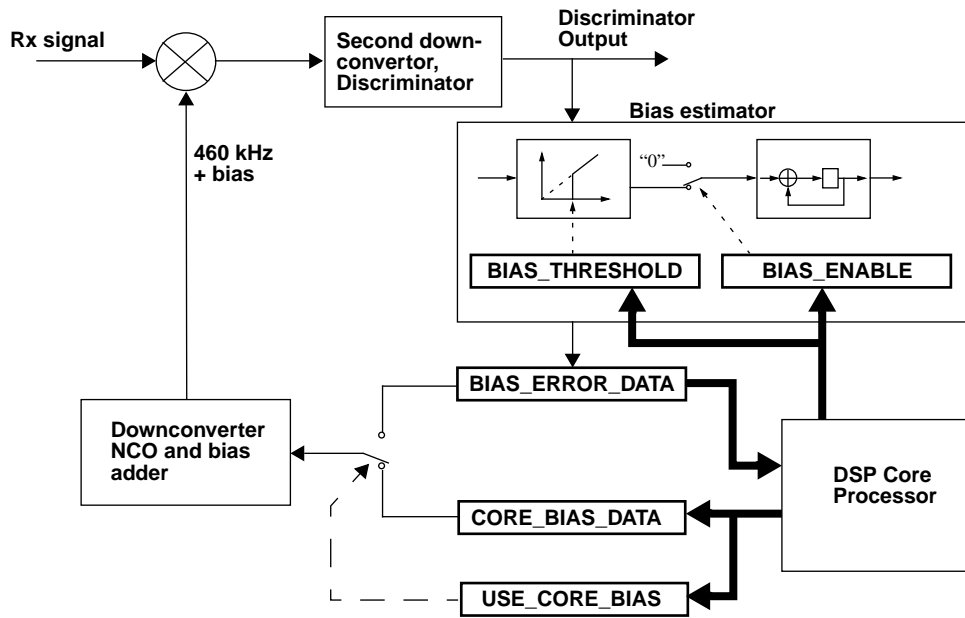 Rx signal
Second down-
convertor,
Discriminator
Discriminator
Output
Bias estimator
460 kHz
+ bias
“0”
BIAS_THRESHOLD
BIAS_ENABLE
BIAS_ERROR_DATA
Downconverter
NCO and bias
adder
DSP Core
Processor
CORE_BIAS_DATA
USE_CORE_BIAS